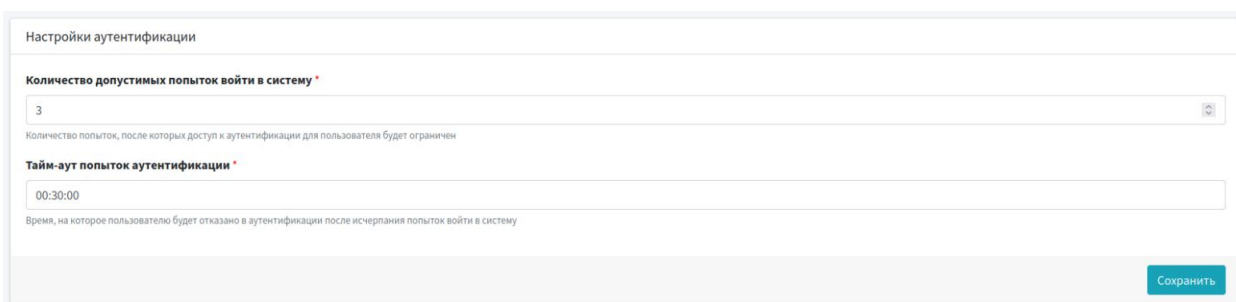 Настройки аутентификации
Количество допустимых попыток войти в систему *
3
Количество попыток, после которых доступ к аутентификации для пользователя будет ограничен
Тайм-аут попыток аутентификации *
00:30:00
Время, на которое пользователю будет отказано в аутентификации после исчерпания попыток войти в систему
Сохранить